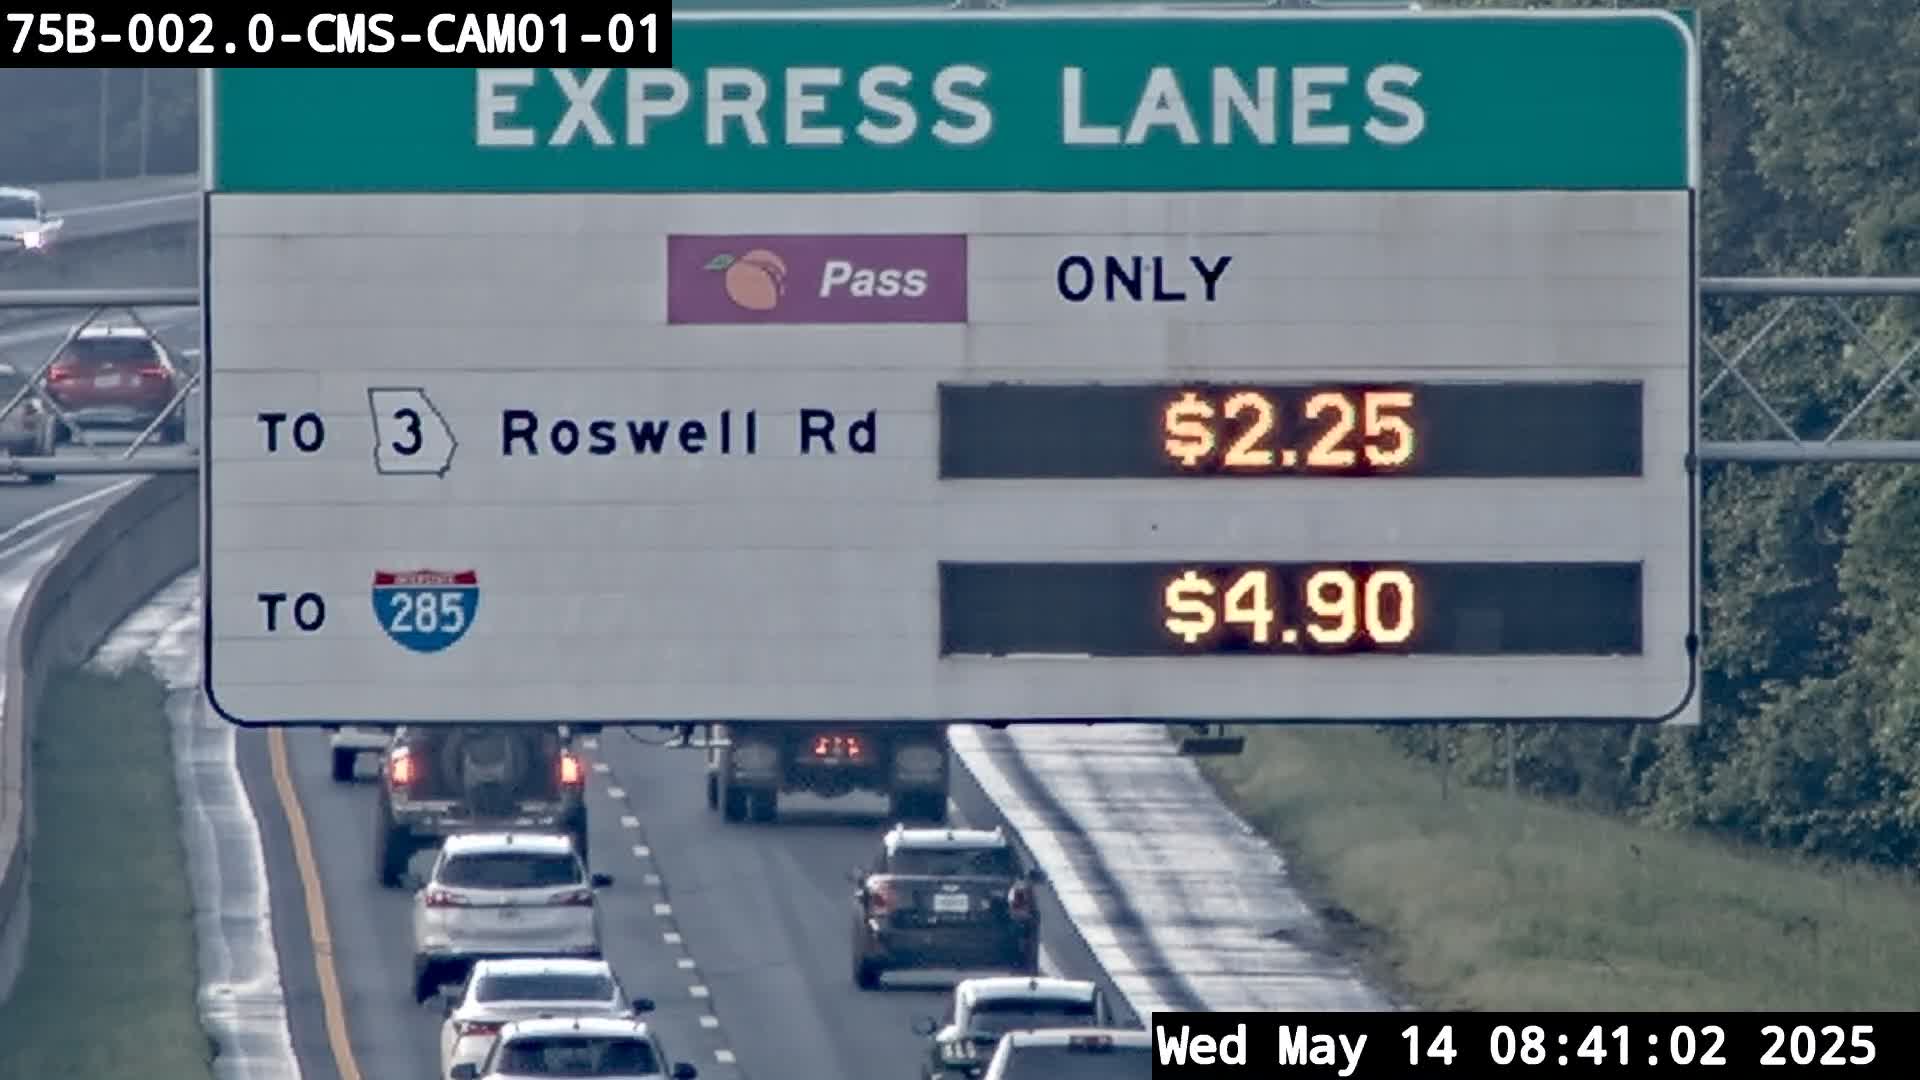 75B-002.0-CMS-CAM01-01
EXPRESS LANES
Pass ONLY
TO 3 Roswell Rd $2.25
TO INTERSTATE 285 $4.90
Wed May 14 08:41:02 2025